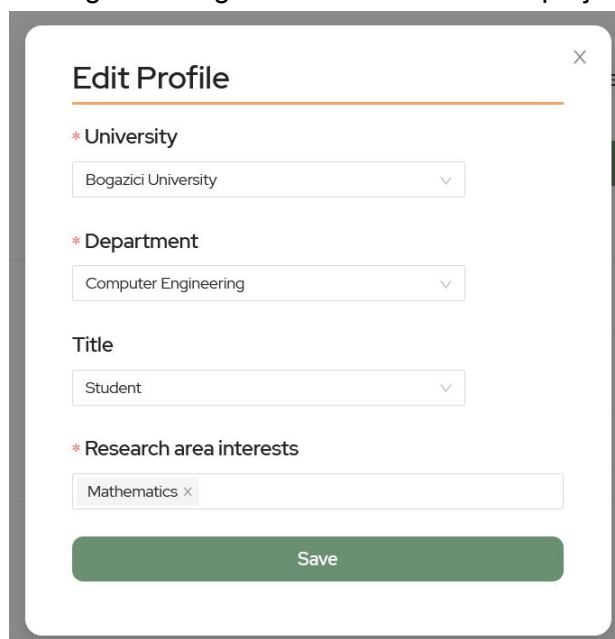 Edit Profile
* University
Bogazici University
* Department
Computer Engineering
Title
Student
* Research area interests
Mathematics ×
Save